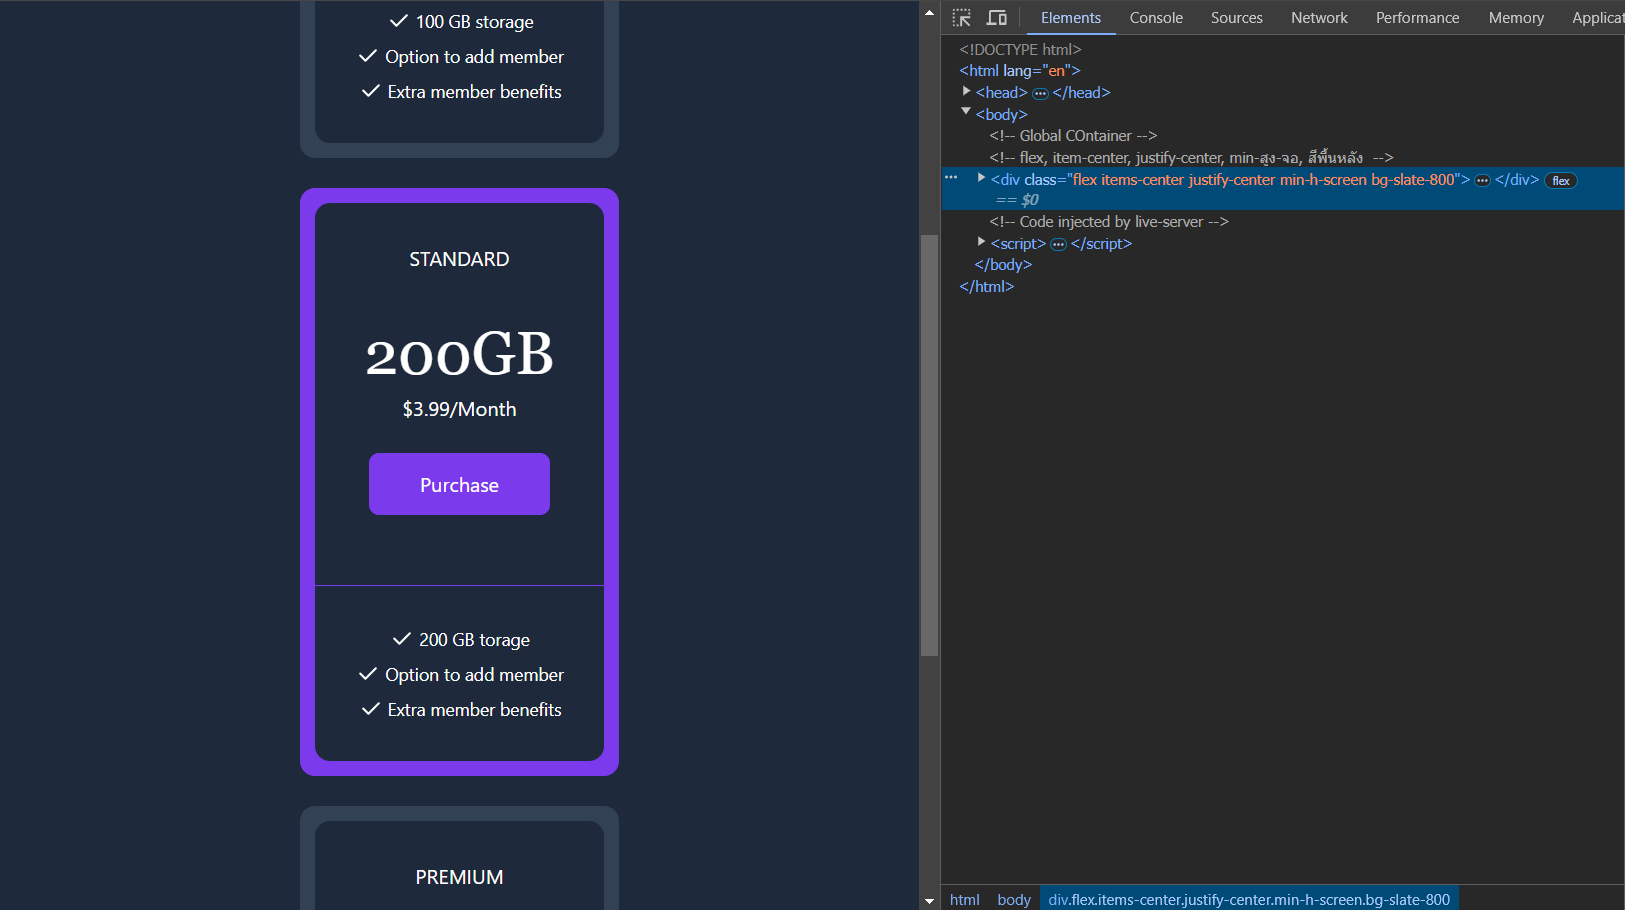 100 GB storage
Option to add member
Extra member benefits
STANDARD
200GB
$3.99/Month
Purchase
200 GB torage
Option to add member
Extra member benefits
PREMIUM
Elements Console Sources Network Performance Memory Applicat
<!DOCTYPE html>
<html lang="en">
<head> ••• </head>
<body>
<!-- Global COntainer -->
<!-- flex, item-center, justify-center, min-สูง-จอ, สีพื้นหลัง -->
<div class="flex items-center justify-center min-h-screen bg-slate-800"> ••• </div> flex
== $0
<!-- Code injected by live-server -->
<script> ••• </script>
</body>
</html>
html body div.flex.items-center.justify-center.min-h-screen.bg-slate-800